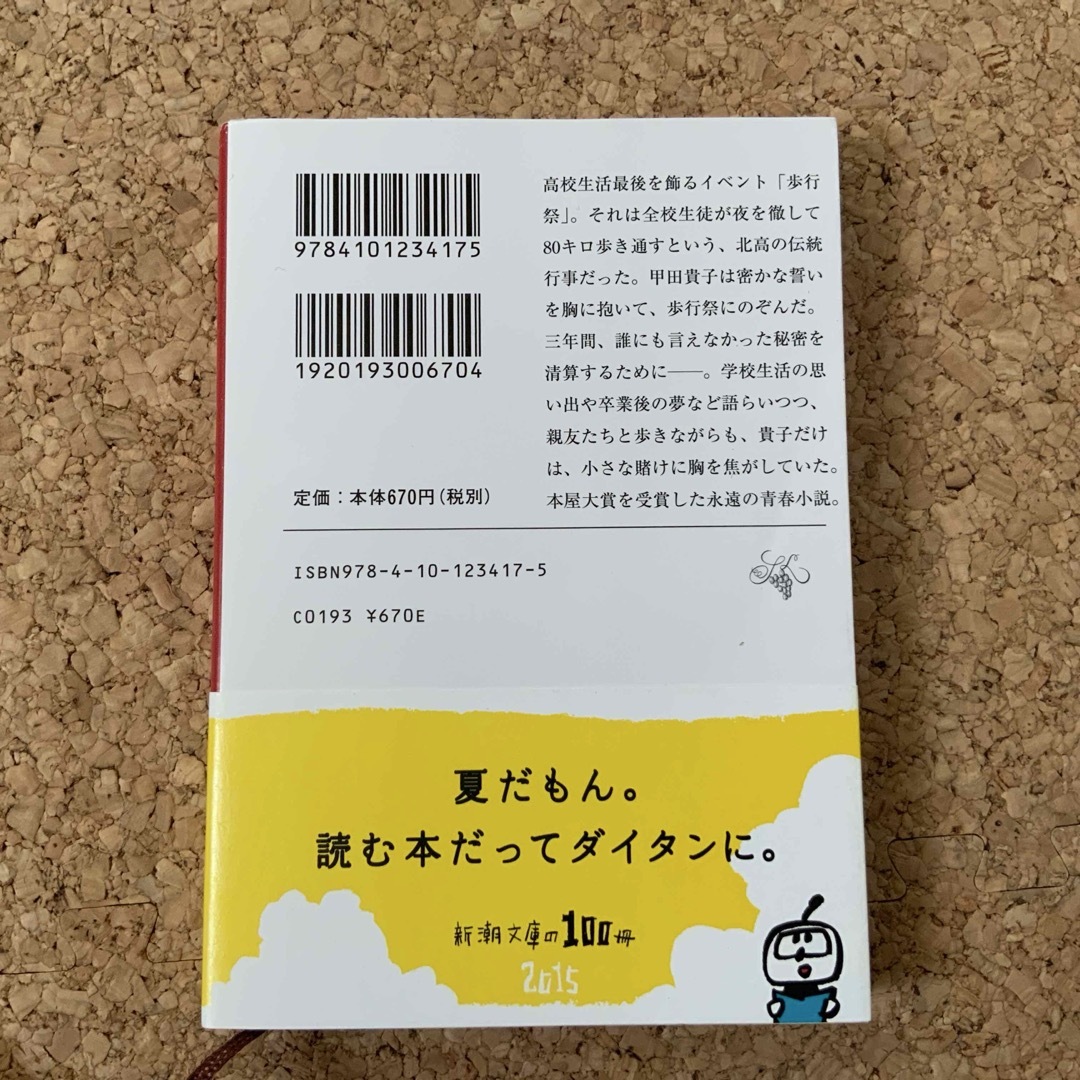 9784101234175
1920193006704
定価：本体670円（税別）
高校生活最後を飾るイベント「歩行
祭」。それは全校生徒が夜を徹して
80キロ歩き通すという、北高の伝統
行事だった。甲田貴子は密かな誓い
を胸に抱いて、歩行祭にのぞんだ。
三年間、誰にも言えなかった秘密を
清算するために――。学校生活の思
い出や卒業後の夢など語らいつつ、
親友たちと歩きながらも、貴子だけ
は、小さな賭けに胸を焦がしていた。
本屋大賞を受賞した永遠の青春小説。
ISBN978-4-10-123417-5
C0193 ¥670E
夏だもん。
読む本だってダイタンに。
新潮文庫の100冊
2015